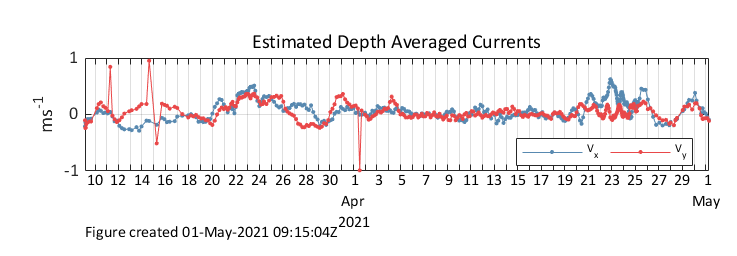 Estimated Depth Averaged Currents
ms-1
1
0
-1
Vx Vy
10 12 14 16 18 20 22 24 26 28 30 1 3 5 7 9 11 13 15 17 19 21 23 25 27 29 1
Apr May
2021
Figure created 01-May-2021 09:15:04Z